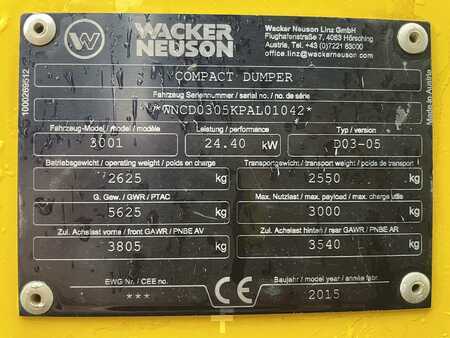 WACKER
NEUSON
Wacker Neuson Linz GmbH
Flughafenstraße 7, 4063 Hörsching
Austria, Tel. +43 (0)7221 63000
office.linz@wackerneuson.com
1000269512
Made in Austria
COMPACT DUMPER
Fahrzeug Seriennummer / serial no. / no. de série
*WNCD0305KPAL01042*
Fahrzeug-Model / model / modèle
3001
Leistung / performance
24.40 kW
Typ / version
D03-05
Betriebsgewicht / operating weight / poids en charge
2625 kg
Transportgewicht / transport weight / poids de transport
2550 kg
G. Gew. / GWR / PTAC
5625 kg
Max. Nutzlast / max. payload / max. charge utile
3000 kg
Zul. Achslast vorne / front GAWR / PNBE AV
3805 kg
Zul. Achslast hinten / rear GAWR / PNBE AR
3540 kg
EWG Nr. / CEE no.
***
CE
Baujahr / model year / année fabr.
2015